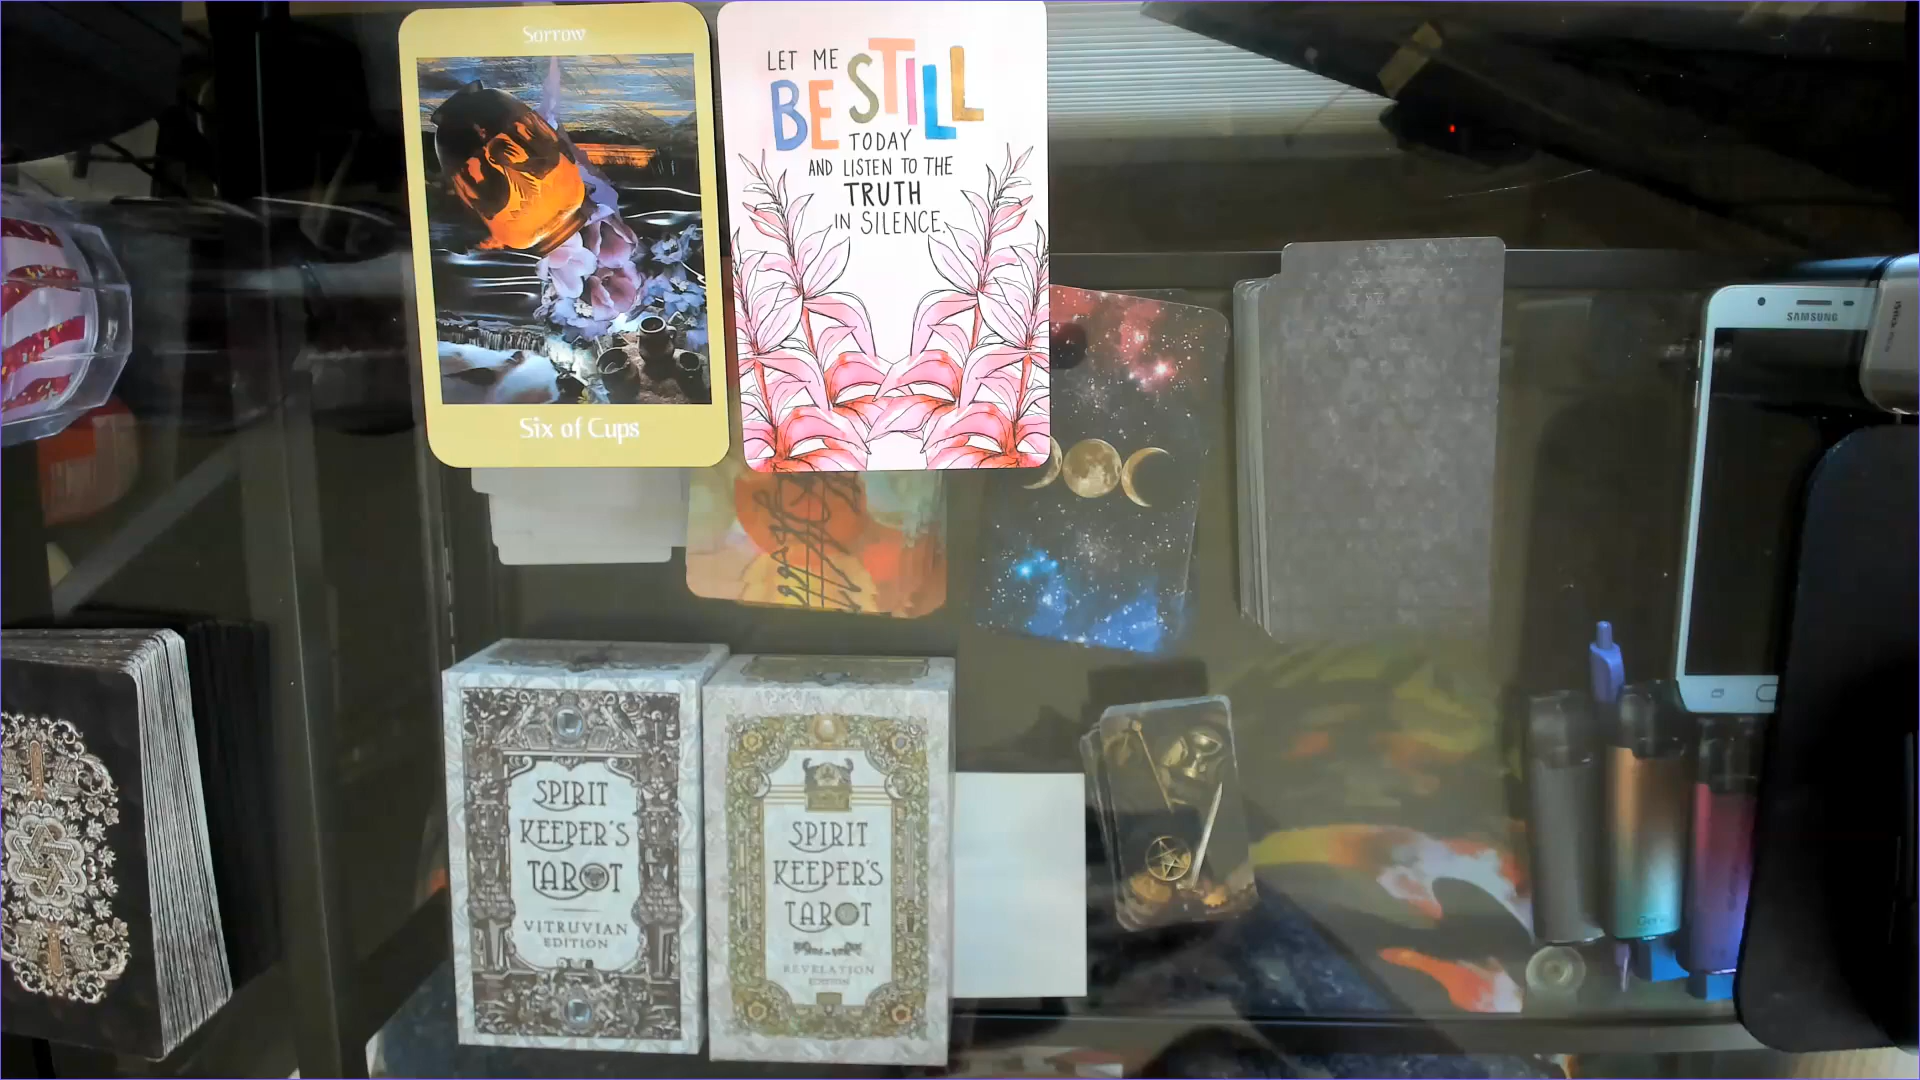 Sorrow
Six of Cups
LET ME
BE STILL
TODAY
AND LISTEN TO THE
TRUTH
IN SILENCE.
SAMSUNG
SPIRIT
KEEPER'S
TAROT
VITRUVIAN
EDITION
SPIRIT
KEEPER'S
TAROT
REVELATION
EDITION